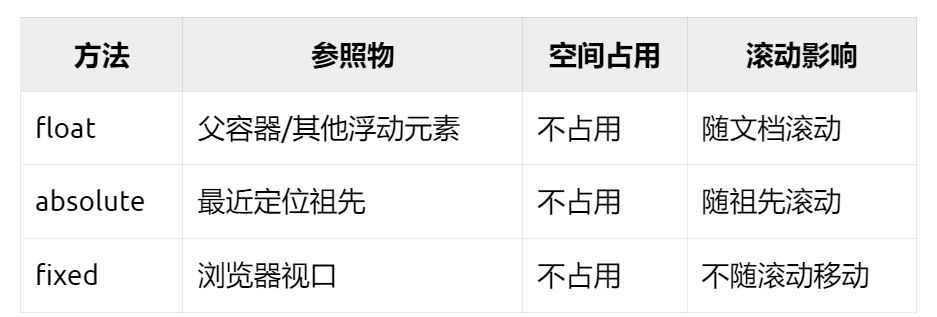 方法 参照物 空间占用 滚动影响
float 父容器/其他浮动元素 不占用 随文档滚动
absolute 最近定位祖先 不占用 随祖先滚动
fixed 浏览器视口 不占用 不随滚动移动